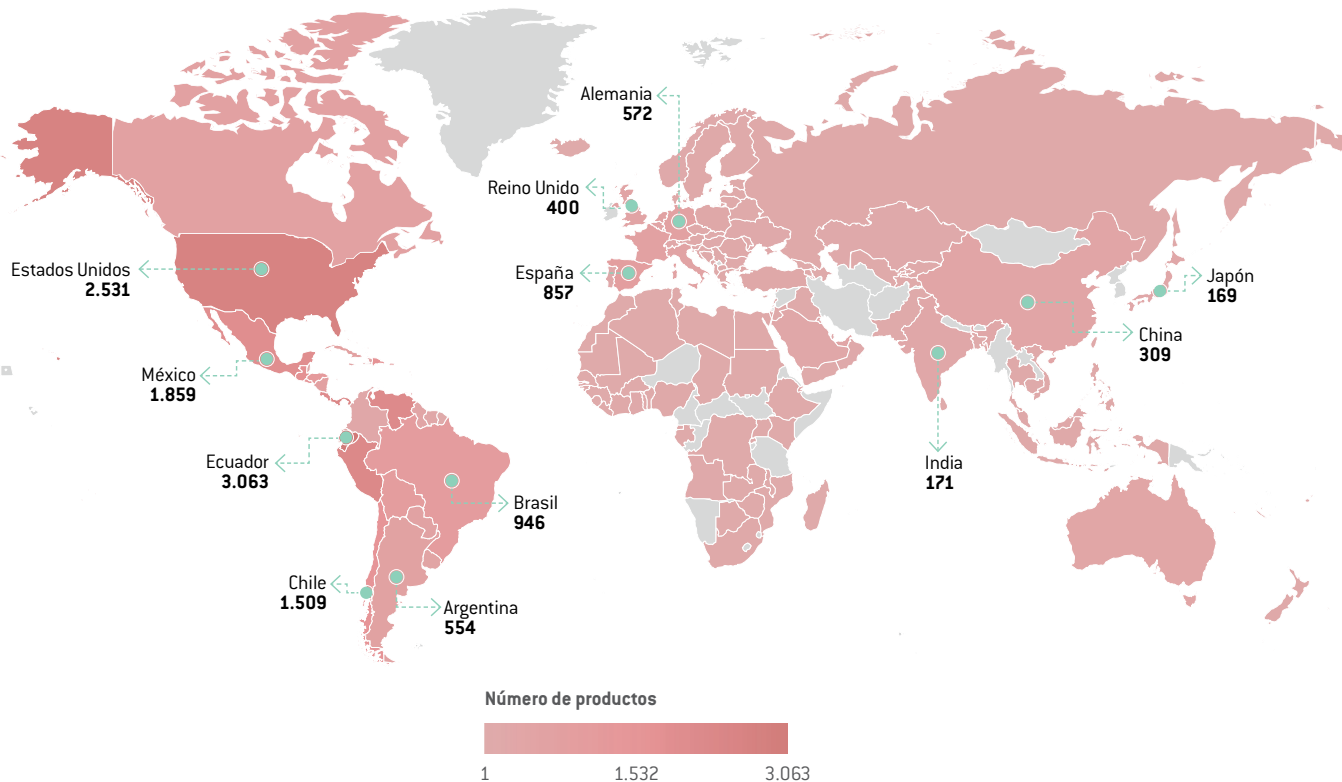 Alemania
572
Reino Unido
400
Estados Unidos
2.531
España
857
Japón
169
China
309
México
1.859
Ecuador
3.063
India
171
Brasil
946
Chile
1.509
Argentina
554
Número de productos
1 1.532 3.063